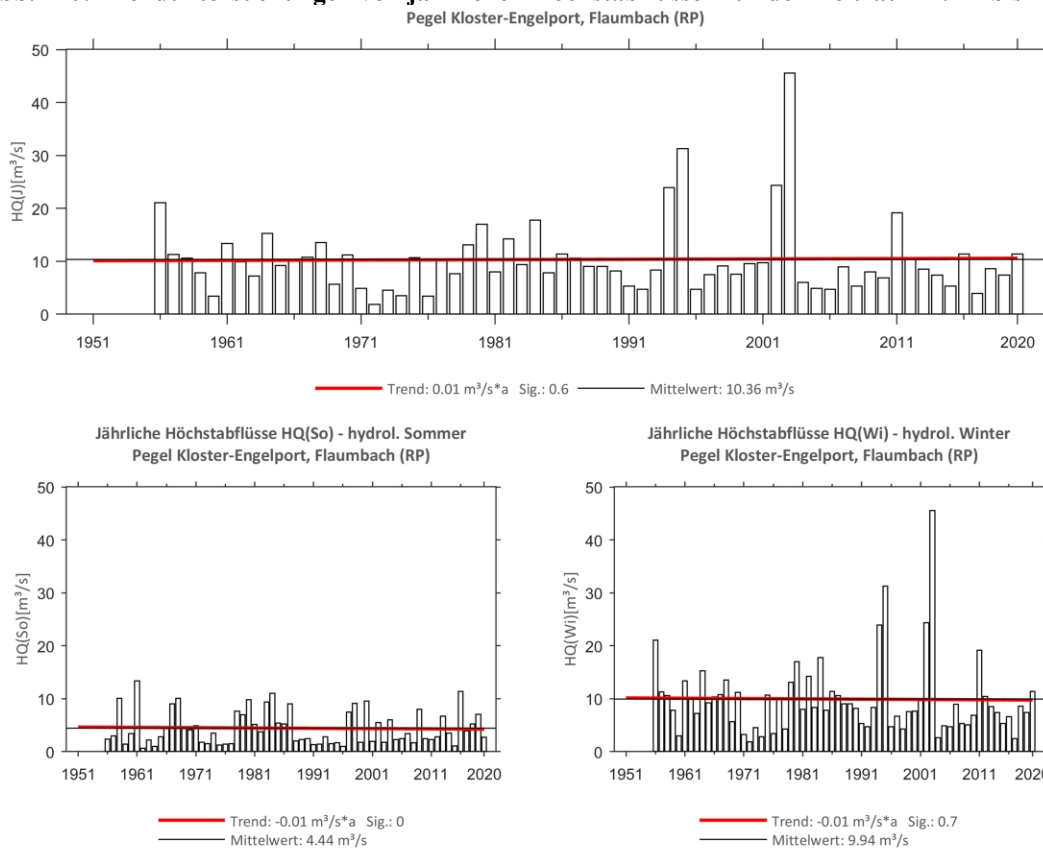 Pegel Kloster-Engelport, Flaumbach (RP)
50
40
30
20
10
0
HQ(J)[m³/s]
1951 1961 1971 1981 1991 2001 2011 2020
Trend: 0.01 m³/s*a Sig.: 0.6 Mittelwert: 10.36 m³/s
Jährliche Höchstabflüsse HQ(So) - hydrol. Sommer
Pegel Kloster-Engelport, Flaumbach (RP)
50
40
30
20
10
0
HQ(So)[m³/s]
1951 1961 1971 1981 1991 2001 2011 2020
Trend: -0.01 m³/s*a Sig.: 0
Mittelwert: 4.44 m³/s
Jährliche Höchstabflüsse HQ(Wi) - hydrol. Winter
Pegel Kloster-Engelport, Flaumbach (RP)
50
40
30
20
10
0
HQ(Wi)[m³/s]
1951 1961 1971 1981 1991 2001 2011 2020
Trend: -0.01 m³/s*a Sig.: 0.7
Mittelwert: 9.94 m³/s